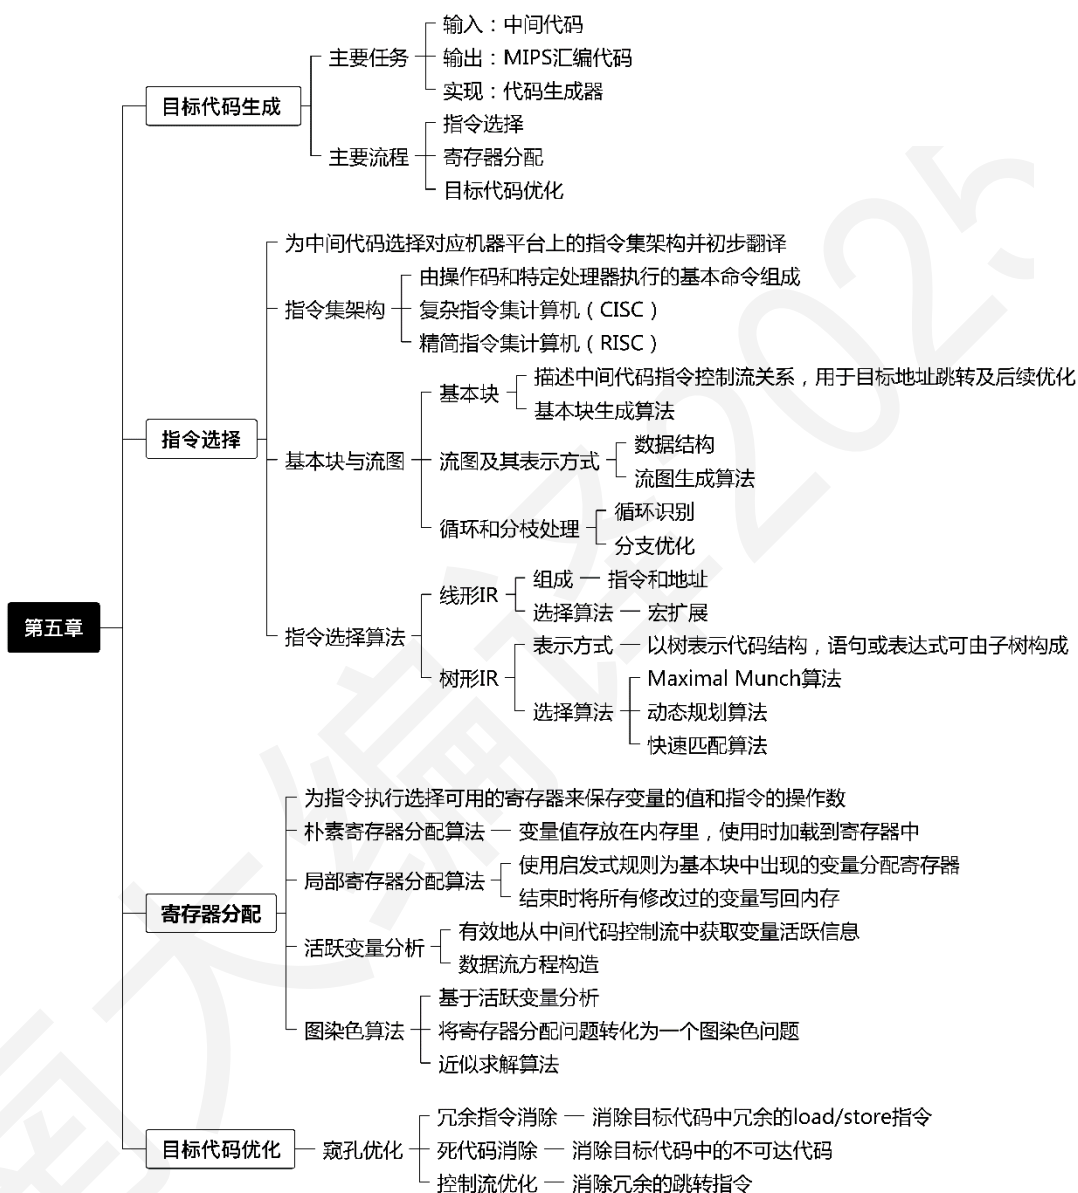 输入：中间代码
主要任务
输出：MIPS汇编代码
实现：代码生成器
目标代码生成
指令选择
主要流程
寄存器分配
目标代码优化
为中间代码选择对应机器平台上的指令集架构并初步翻译
由操作码和特定处理器执行的基本命令组成
指令集架构
复杂指令集计算机（CISC）
精简指令集计算机（RISC）
描述中间代码指令控制流关系，用于目标地址跳转及后续优化
基本块
基本块生成算法
指令选择
数据结构
基本块与流图
流图及其表示方式
流图生成算法
循环识别
循环和分枝处理
分支优化
组成
指令和地址
线形IR
选择算法
宏扩展
第五章
指令选择算法
表示方式
以树表示代码结构，语句或表达式可由子树构成
树形IR
Maximal Munch算法
选择算法
动态规划算法
快速匹配算法
为指令执行选择可用的寄存器来保存变量的值和指令的操作数
朴素寄存器分配算法
变量值存放在内存里，使用时加载到寄存器中
使用启发式规则为基本块中出现的变量分配寄存器
局部寄存器分配算法
结束时将所有修改过的变量写回内存
寄存器分配
有效地从中间代码控制流中获取变量活跃信息
活跃变量分析
数据流方程构造
基于活跃变量分析
图染色算法
将寄存器分配问题转化为一个图染色问题
近似求解算法
冗余指令消除
消除目标代码中冗余的load/store指令
目标代码优化
窥孔优化
死代码消除
消除目标代码中的不可达代码
控制流优化
消除冗余的跳转指令
南大编译2025